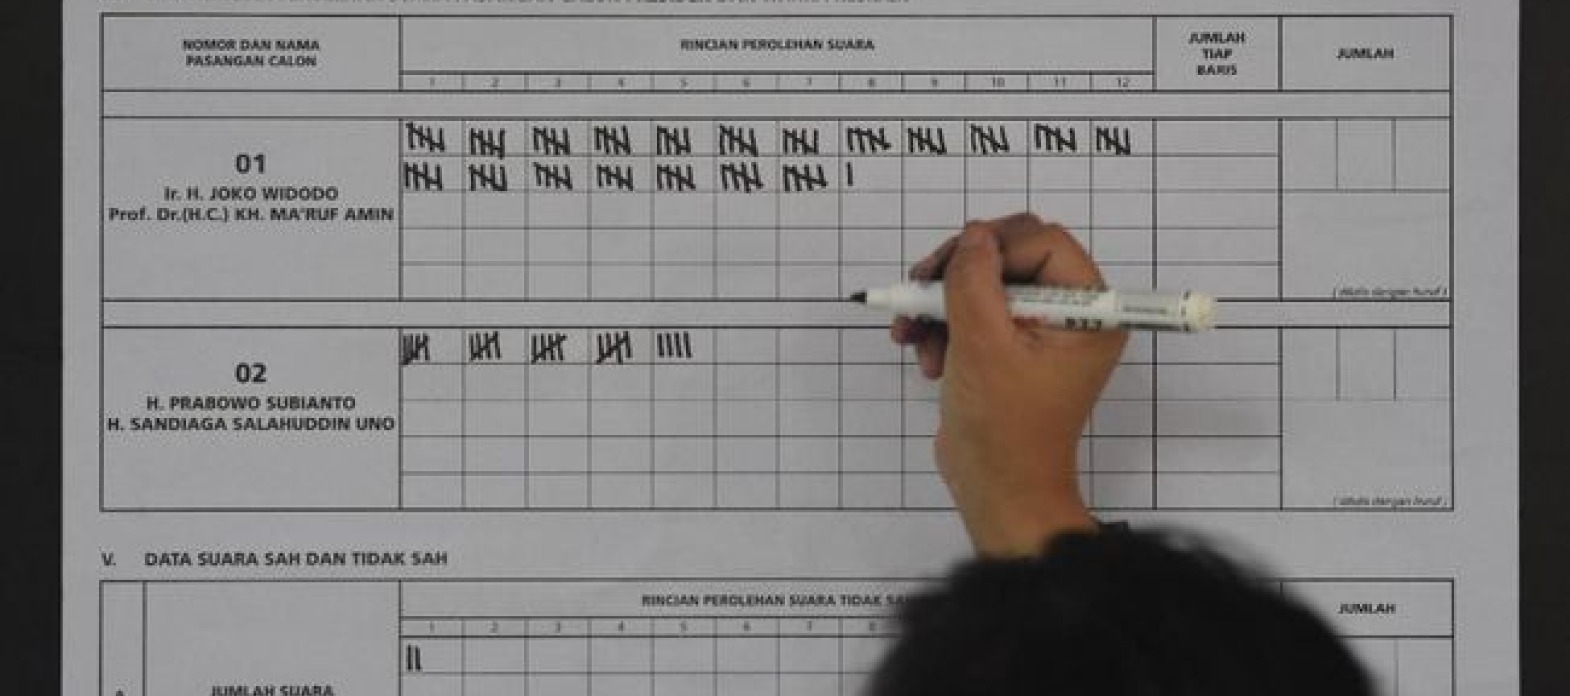 NOMOR DAN NAMA
PASANGAN CALON
RINCIAN PEROLEHAN SUARA
JUMLAH
TIAP
BARIS
JUMLAH
1 2 3 4 5 6 7 8 9 10 11 12
01
Ir. H. JOKO WIDODO
Prof. Dr.(H.C.) KH. MA'RUF AMIN
( ditulis dengan huruf )
02
H. PRABOWO SUBIANTO
H. SANDIAGA SALAHUDDIN UNO
( ditulis dengan huruf )
V. DATA SUARA SAH DAN TIDAK SAH
RINCIAN PEROLEHAN SUARA TIDAK
JUMLAH
1 2 3 4 5 6 7 8
JUMLAH SUARA